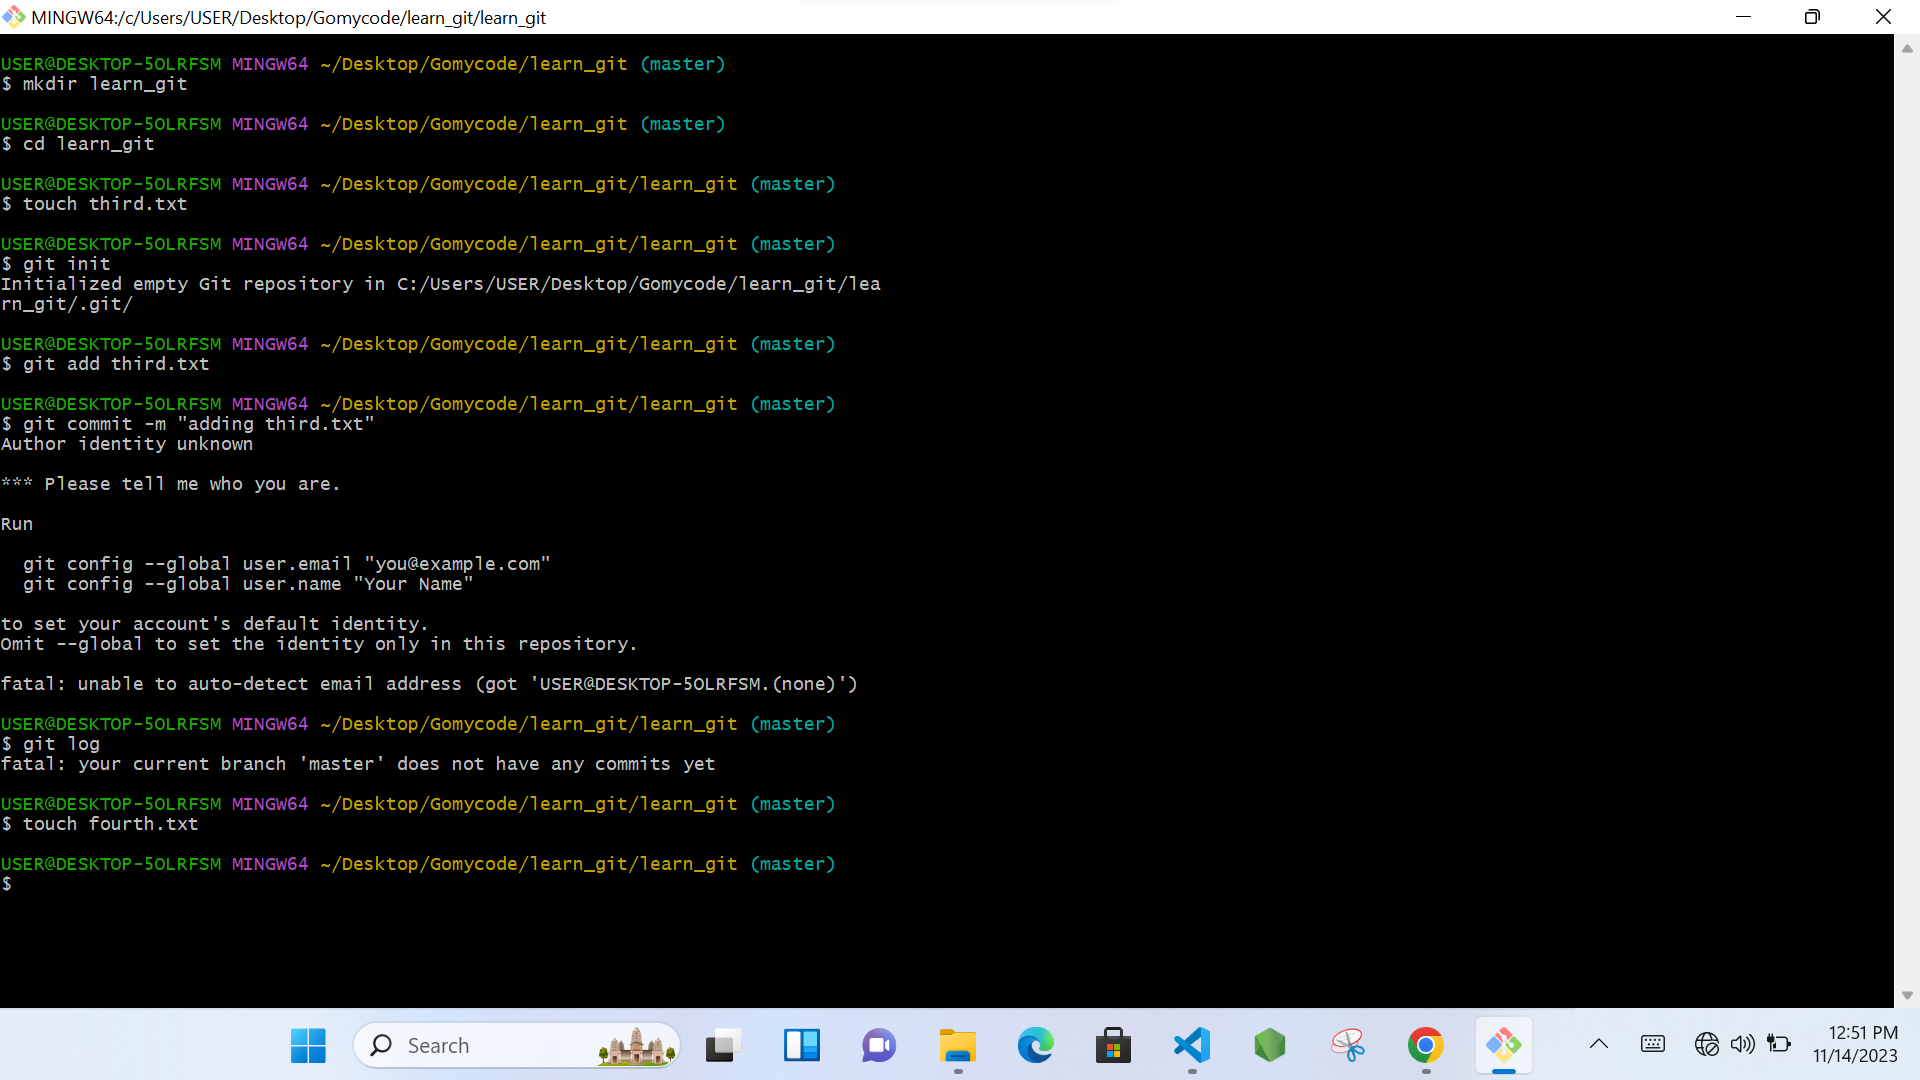 MINGW64:/c/Users/USER/Desktop/Gomycode/learn_git/learn_git
USER@DESKTOP-5OLRFSM MINGW64 ~/Desktop/Gomycode/learn_git (master)
$ mkdir learn_git
USER@DESKTOP-5OLRFSM MINGW64 ~/Desktop/Gomycode/learn_git (master)
$ cd learn_git
USER@DESKTOP-5OLRFSM MINGW64 ~/Desktop/Gomycode/learn_git/learn_git (master)
$ touch third.txt
USER@DESKTOP-5OLRFSM MINGW64 ~/Desktop/Gomycode/learn_git/learn_git (master)
$ git init
Initialized empty Git repository in C:/Users/USER/Desktop/Gomycode/learn_git/lea
rn_git/.git/
USER@DESKTOP-5OLRFSM MINGW64 ~/Desktop/Gomycode/learn_git/learn_git (master)
$ git add third.txt
USER@DESKTOP-5OLRFSM MINGW64 ~/Desktop/Gomycode/learn_git/learn_git (master)
$ git commit -m "adding third.txt"
Author identity unknown
*** Please tell me who you are.
Run
git config --global user.email "you@example.com"
git config --global user.name "Your Name"
to set your account's default identity.
Omit --global to set the identity only in this repository.
fatal: unable to auto-detect email address (got 'USER@DESKTOP-5OLRFSM.(none)')
USER@DESKTOP-5OLRFSM MINGW64 ~/Desktop/Gomycode/learn_git/learn_git (master)
$ git log
fatal: your current branch 'master' does not have any commits yet
USER@DESKTOP-5OLRFSM MINGW64 ~/Desktop/Gomycode/learn_git/learn_git (master)
$ touch fourth.txt
USER@DESKTOP-5OLRFSM MINGW64 ~/Desktop/Gomycode/learn_git/learn_git (master)
$
Search
12:51 PM
11/14/2023